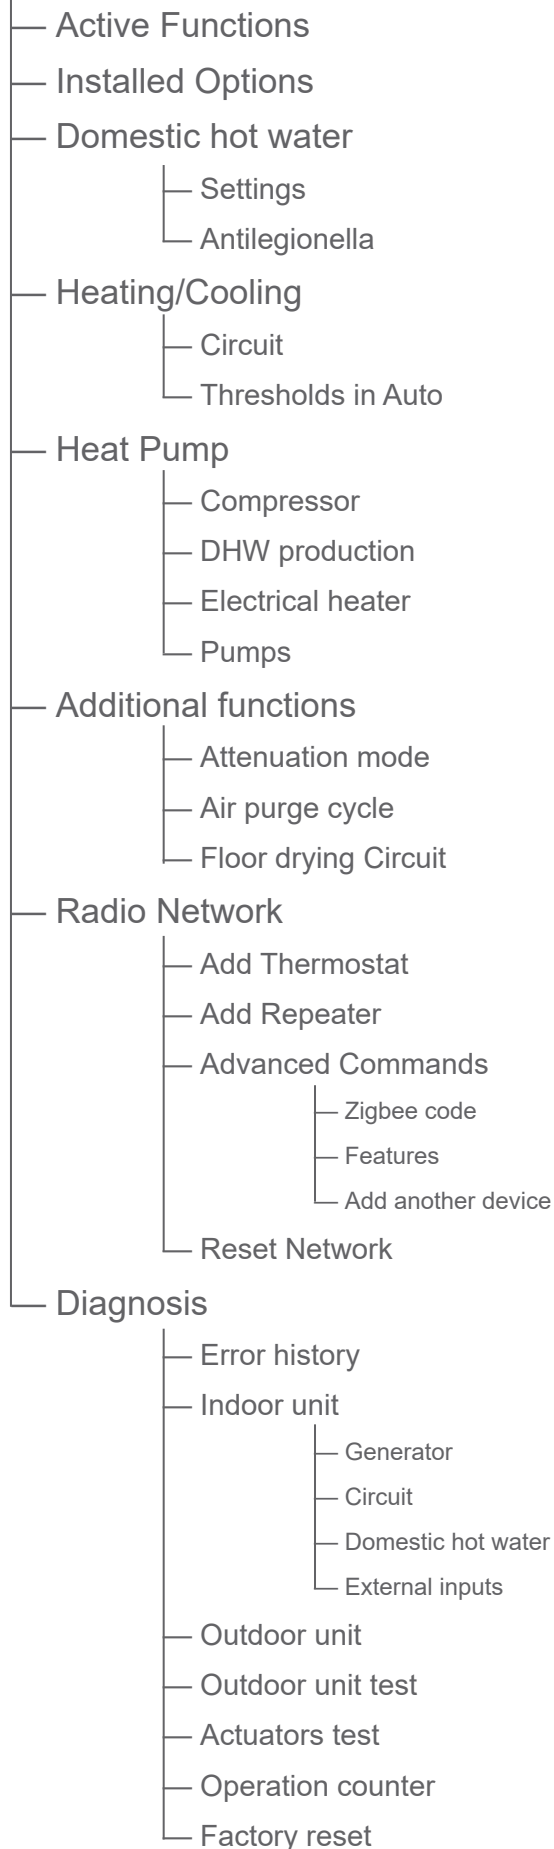 Active Functions
Installed Options
Domestic hot water
Settings
Antilegionella
Heating/Cooling
Circuit
Thresholds in Auto
Heat Pump
Compressor
DHW production
Electrical heater
Pumps
Additional functions
Attenuation mode
Air purge cycle
Floor drying Circuit
Radio Network
Add Thermostat
Add Repeater
Advanced Commands
Zigbee code
Features
Add another device
Reset Network
Diagnosis
Error history
Indoor unit
Generator
Circuit
Domestic hot water
External inputs
Outdoor unit
Outdoor unit test
Actuators test
Operation counter
Factory reset